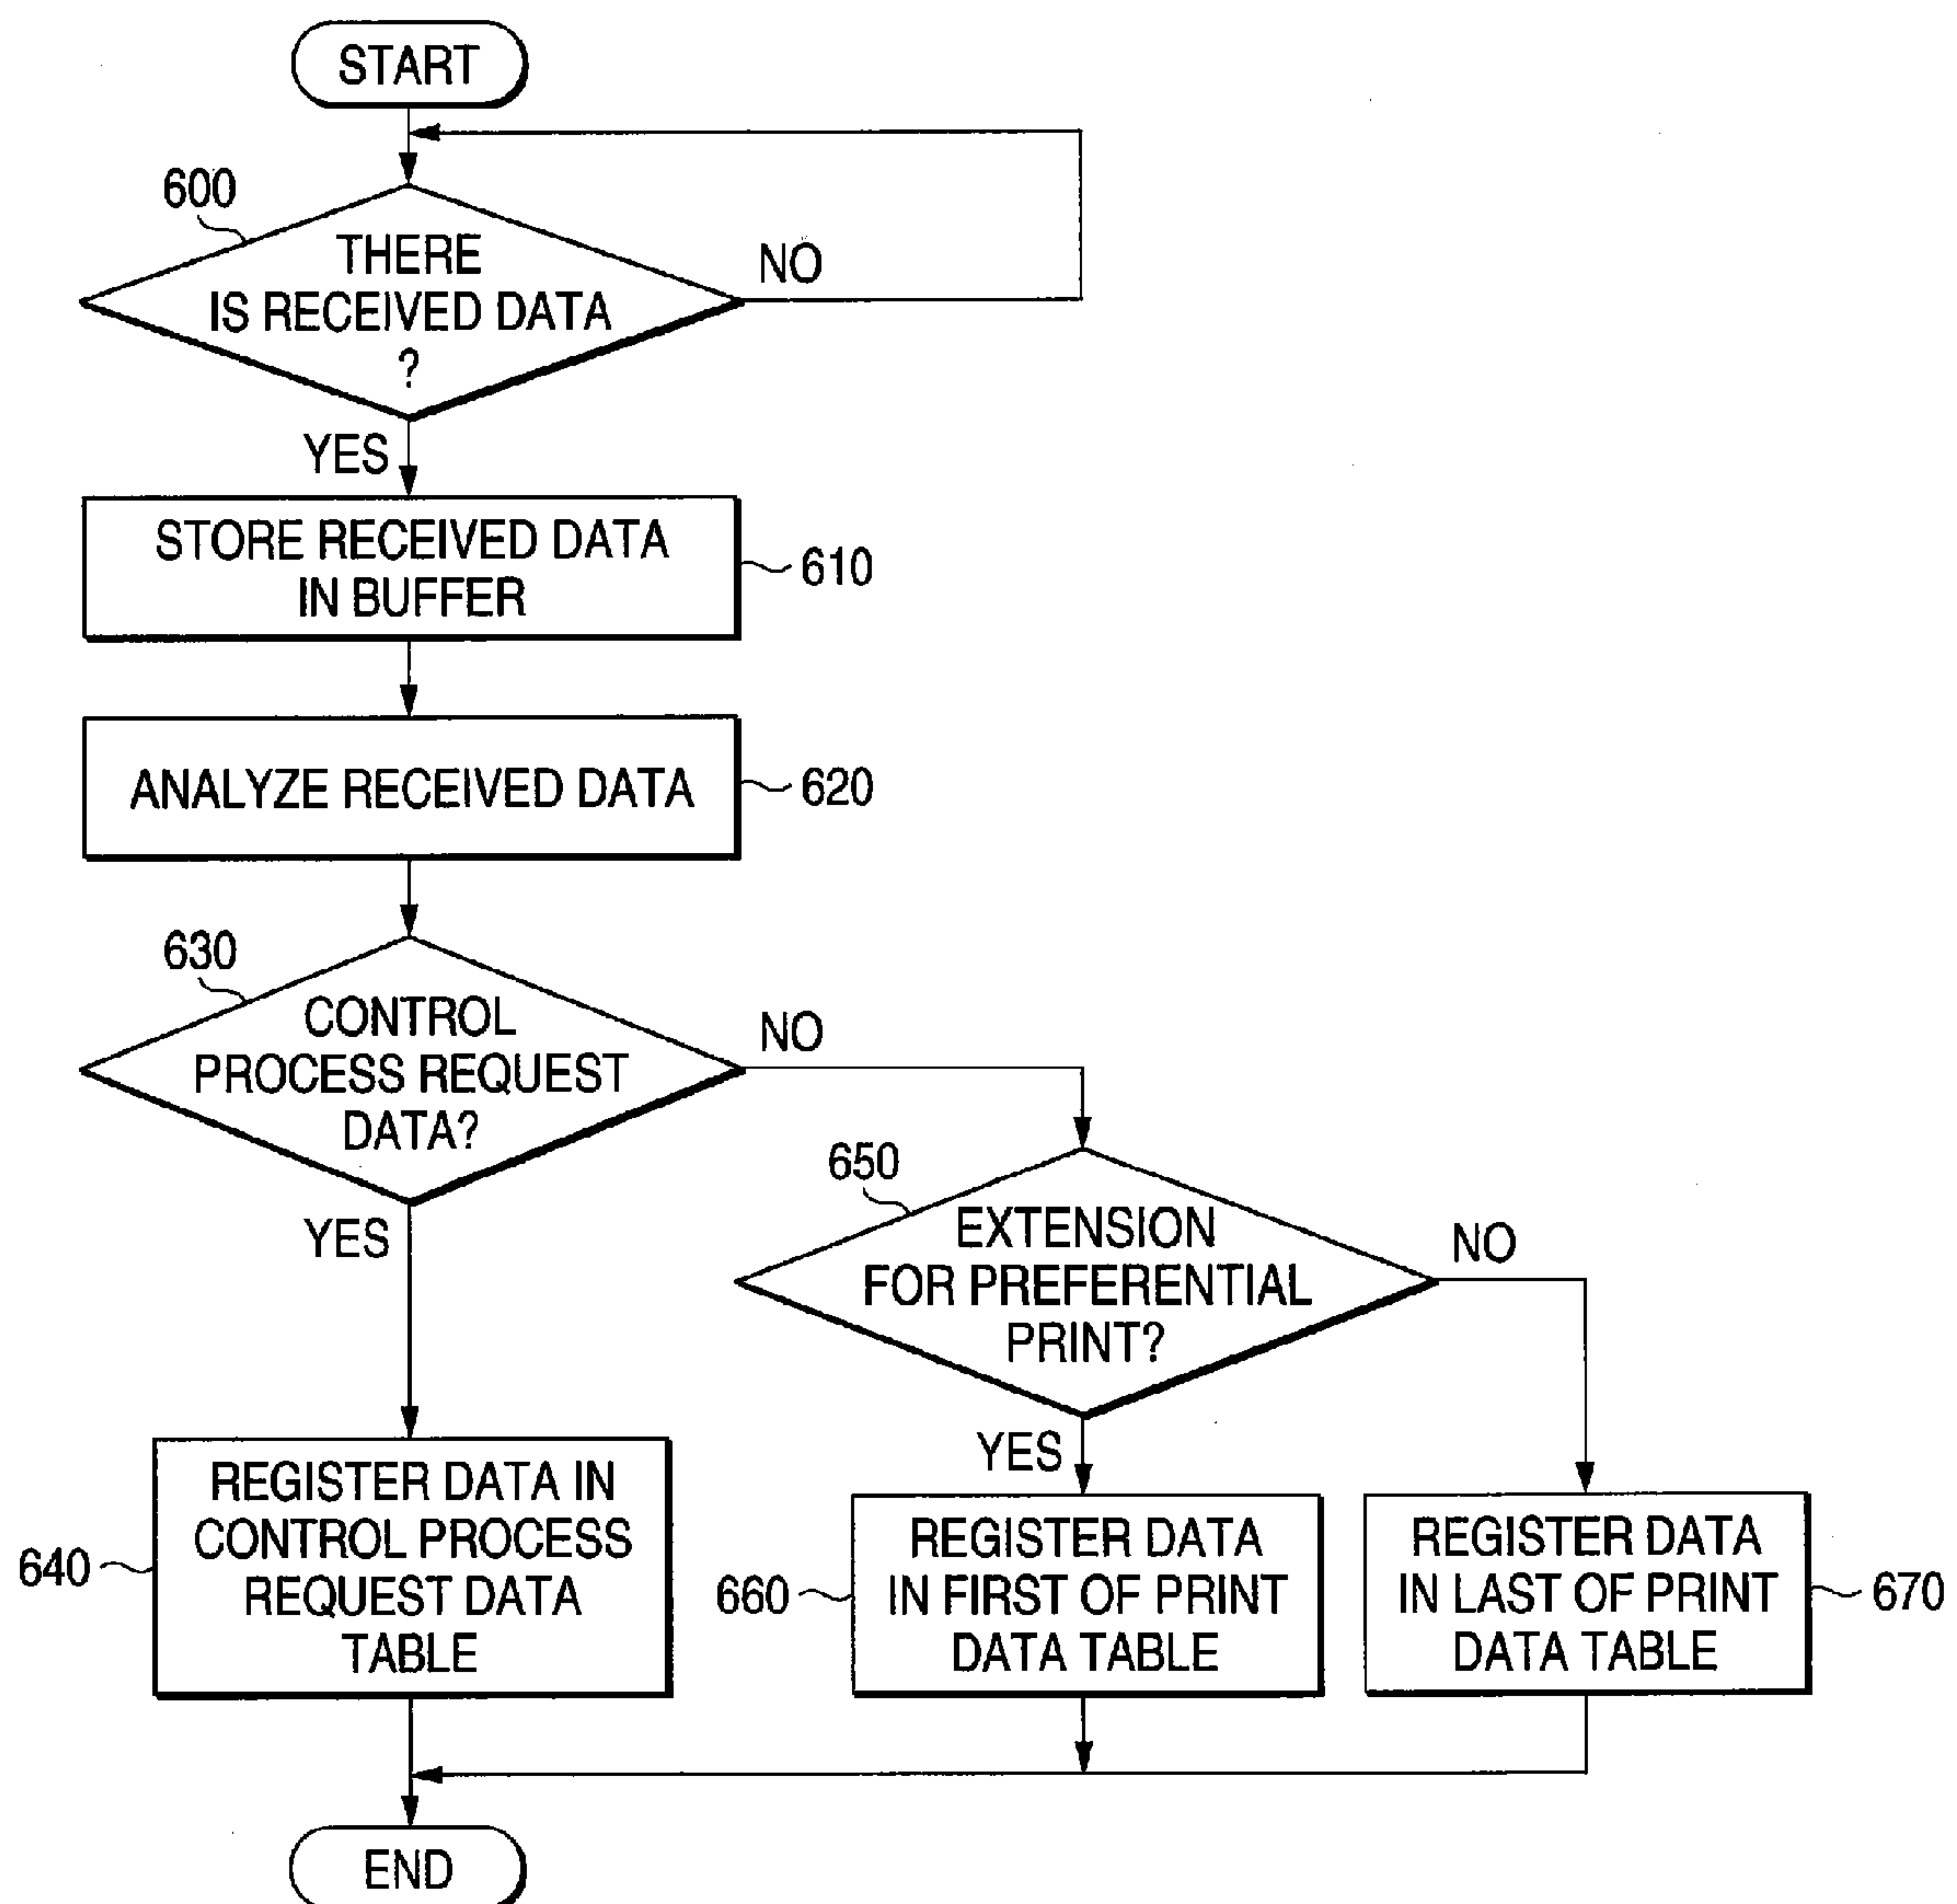 START
600
THERE
IS RECEIVED DATA
?
NO
YES
STORE RECEIVED DATA
IN BUFFER
610
ANALYZE RECEIVED DATA
620
630
CONTROL
PROCESS REQUEST
DATA?
NO
YES
650
EXTENSION
FOR PREFERENTIAL
PRINT?
NO
YES
640
REGISTER DATA IN
CONTROL PROCESS
REQUEST DATA
TABLE
660
REGISTER DATA
IN FIRST OF PRINT
DATA TABLE
REGISTER DATA
IN LAST OF PRINT
DATA TABLE
670
END